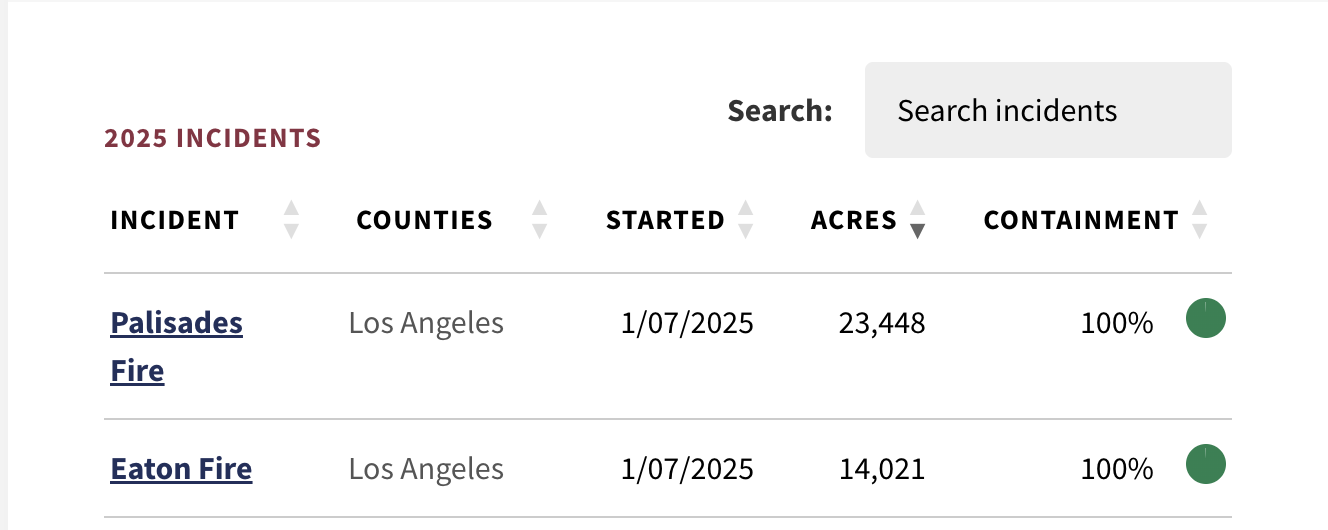 Search: Search incidents
2025 INCIDENTS
INCIDENT COUNTIES STARTED ACRES CONTAINMENT
Palisades Los Angeles 1/07/2025 23,448 100%
Fire
Eaton Fire Los Angeles 1/07/2025 14,021 100%